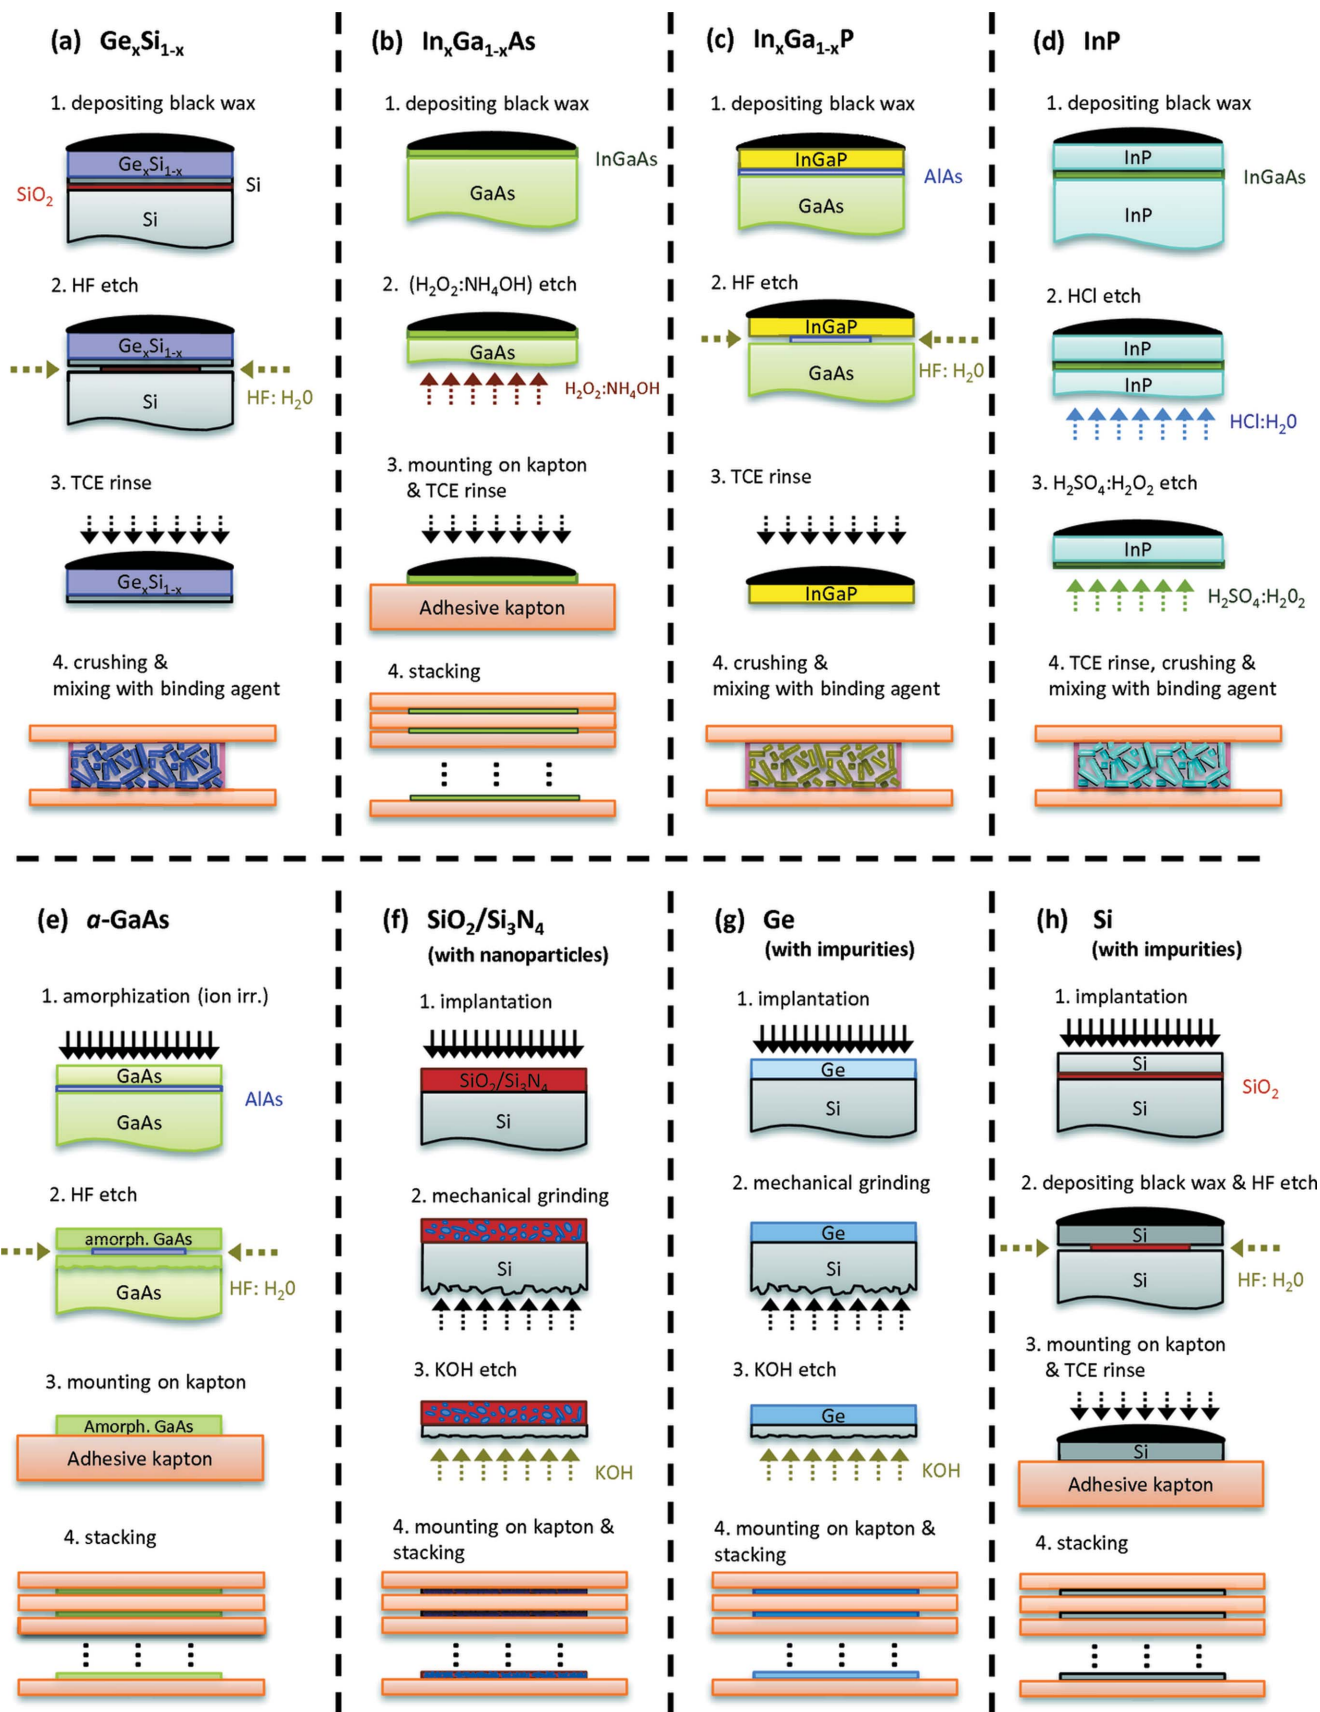 (a) GeₓSi₁₋ₓ
1. depositing black wax
GeₓSi₁₋ₓ
Si
SiO₂
Si
2. HF etch
GeₓSi₁₋ₓ
Si
HF: H₂0
3. TCE rinse
GeₓSi₁₋ₓ
4. crushing &
mixing with binding agent
(b) InₓGa₁₋ₓAs
1. depositing black wax
InGaAs
GaAs
2. (H₂O₂:NH₄OH) etch
GaAs
H₂O₂:NH₄OH
3. mounting on kapton
& TCE rinse
Adhesive kapton
4. stacking
(c) InₓGa₁₋ₓP
1. depositing black wax
InGaP
AlAs
GaAs
2. HF etch
InGaP
GaAs
HF: H₂0
3. TCE rinse
InGaP
4. crushing &
mixing with binding agent
(d) InP
1. depositing black wax
InP
InGaAs
InP
2. HCl etch
InP
InP
HCl:H₂0
3. H₂SO₄:H₂O₂ etch
InP
H₂SO₄:H₂0₂
4. TCE rinse, crushing &
mixing with binding agent
(e) α-GaAs
1. amorphization (ion irr.)
GaAs
AlAs
GaAs
2. HF etch
amorph. GaAs
GaAs
HF: H₂0
3. mounting on kapton
Amorph. GaAs
Adhesive kapton
4. stacking
(f) SiO₂/Si₃N₄
(with nanoparticles)
1. implantation
SiO₂/Si₃N₄
Si
2. mechanical grinding
Si
3. KOH etch
KOH
4. mounting on kapton &
stacking
(g) Ge
(with impurities)
1. implantation
Ge
Si
2. mechanical grinding
Ge
Si
3. KOH etch
Ge
KOH
4. mounting on kapton &
stacking
(h) Si
(with impurities)
1. implantation
Si
SiO₂
Si
2. depositing black wax & HF etch
Si
Si
HF: H₂0
3. mounting on kapton
& TCE rinse
Si
Adhesive kapton
4. stacking